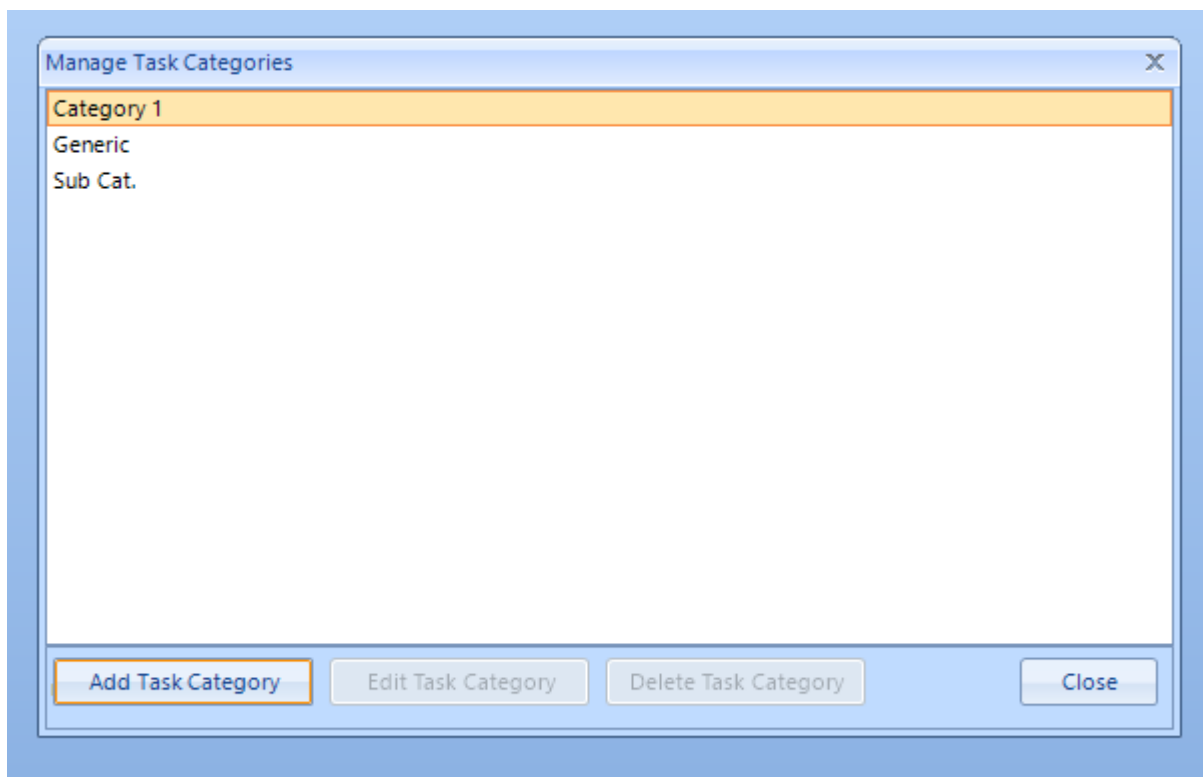 Manage Task Categories
Category 1
Generic
Sub Cat.
Add Task Category Edit Task Category Delete Task Category Close